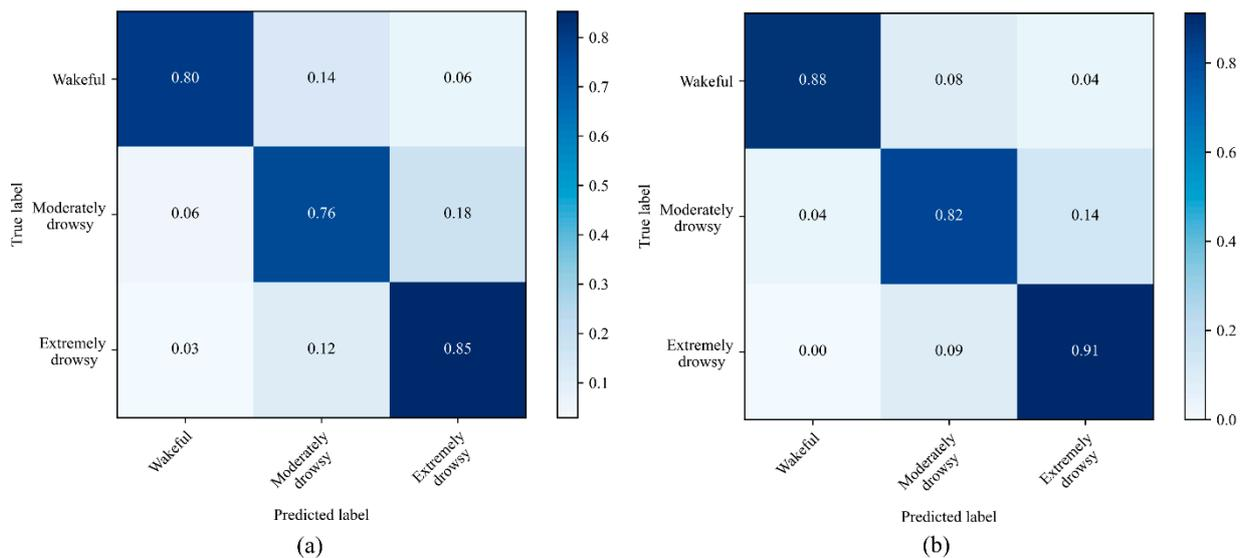 Wakeful
0.80
0.14
0.06
Moderately
drowsy
0.06
0.76
0.18
Extremely
drowsy
0.03
0.12
0.85
True label
Wakeful
Moderately
drowsy
Extremely
drowsy
Predicted label
0.8
0.7
0.6
0.5
0.4
0.3
0.2
0.1
(a)
Wakeful
0.88
0.08
0.04
Moderately
drowsy
0.04
0.82
0.14
Extremely
drowsy
0.00
0.09
0.91
True label
Wakeful
Moderately
drowsy
Extremely
drowsy
Predicted label
0.8
0.6
0.4
0.2
0.0
(b)